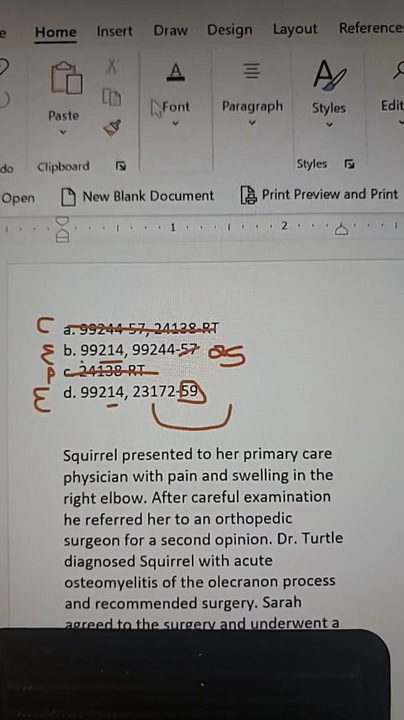 Home Insert Draw Design Layout Reference
Paste Font Paragraph Styles Edit
do Clipboard Styles
Open New Blank Document Print Preview and Print
1 2
C a. 99244-57, 24138-RT
E b. 99214, 99244-57 25
P c. 24138-RT
E d. 99214, 23172-59
Squirrel presented to her primary care
physician with pain and swelling in the
right elbow. After careful examination
he referred her to an orthopedic
surgeon for a second opinion. Dr. Turtle
diagnosed Squirrel with acute
osteomyelitis of the olecranon process
and recommended surgery. Sarah
agreed to the surgery and underwent a